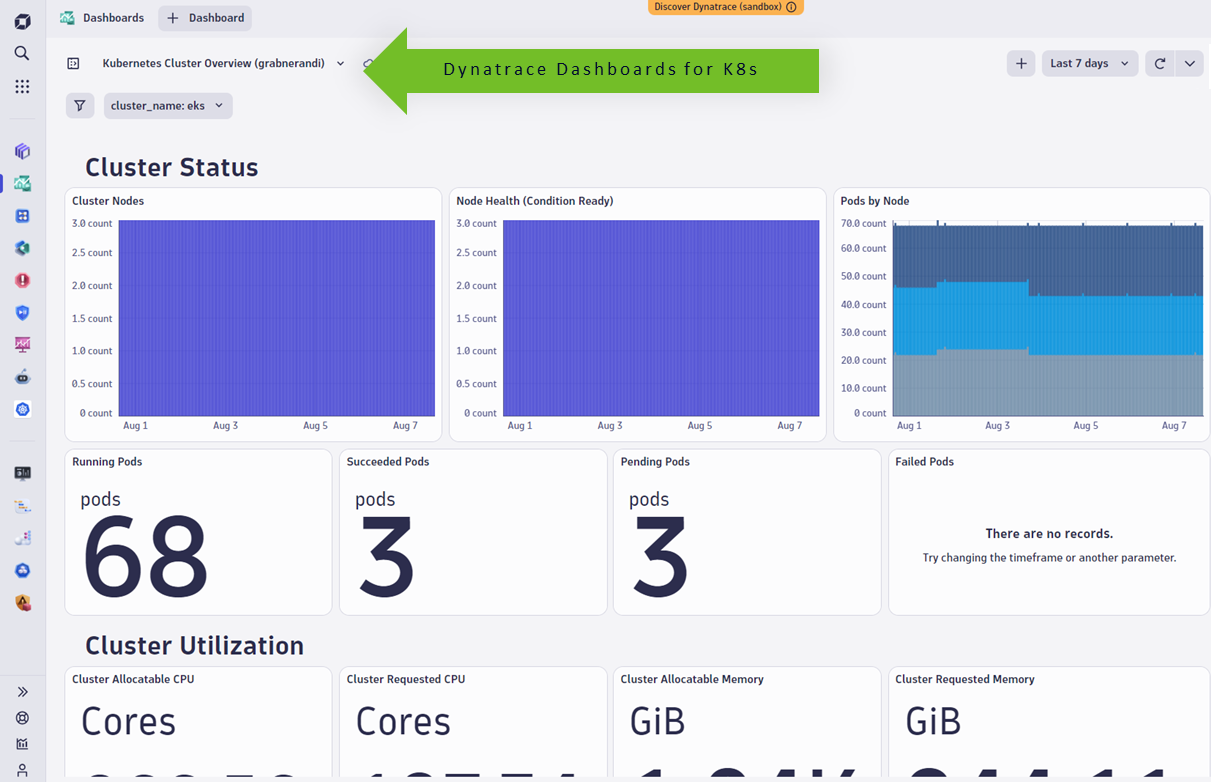 Discover Dynatrace (sandbox)
Dashboards
Dashboard
Kubernetes Cluster Overview (grabnerandi)
Dynatrace Dashboards for K8s
Last 7 days
cluster_name: eks
Cluster Status
Cluster Nodes
3.0 count
2.5 count
2.0 count
1.5 count
1.0 count
0.5 count
0 count
Aug 1
Aug 3
Aug 5
Aug 7
Node Health (Condition Ready)
3.0 count
2.5 count
2.0 count
1.5 count
1.0 count
0.5 count
0 count
Aug 1
Aug 3
Aug 5
Aug 7
Pods by Node
70.0 count
60.0 count
50.0 count
40.0 count
30.0 count
20.0 count
10.0 count
0 count
Aug 1
Aug 3
Aug 5
Aug 7
Running Pods
pods
68
Succeeded Pods
pods
3
Pending Pods
pods
3
Failed Pods
There are no records.
Try changing the timeframe or another parameter.
Cluster Utilization
Cluster Allocatable CPU
Cores
Cluster Requested CPU
Cores
Cluster Allocatable Memory
GiB
Cluster Requested Memory
GiB